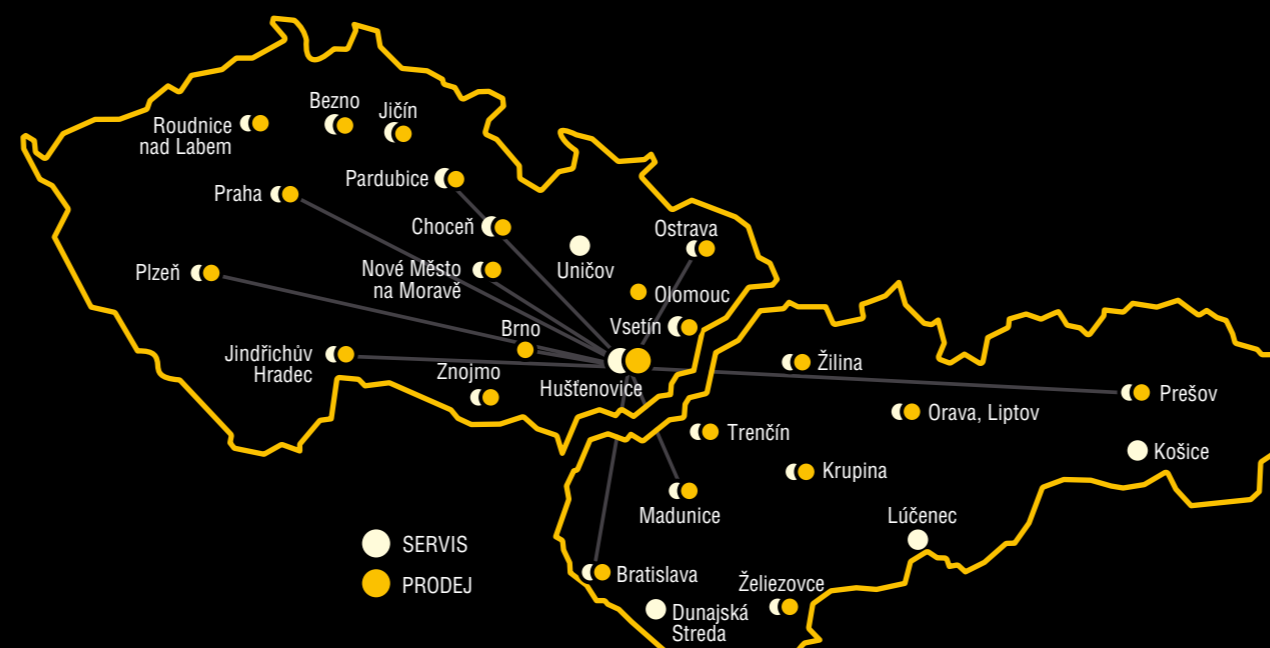 Bezno
Jičín
Roudnice
nad Labem
Pardubice
Praha
Choceň
Ostrava
Uničov
Nové Město
na Moravě
Plzeň
Olomouc
Vsetín
Brno
Jindřichův
Hradec
Znojmo
Hušťenovice
Žilina
Prešov
Orava, Liptov
Trenčín
Košice
Krupina
Madunice
Lúčenec
SERVIS
PRODEJ
Bratislava
Želiezovce
Dunajská
Streda